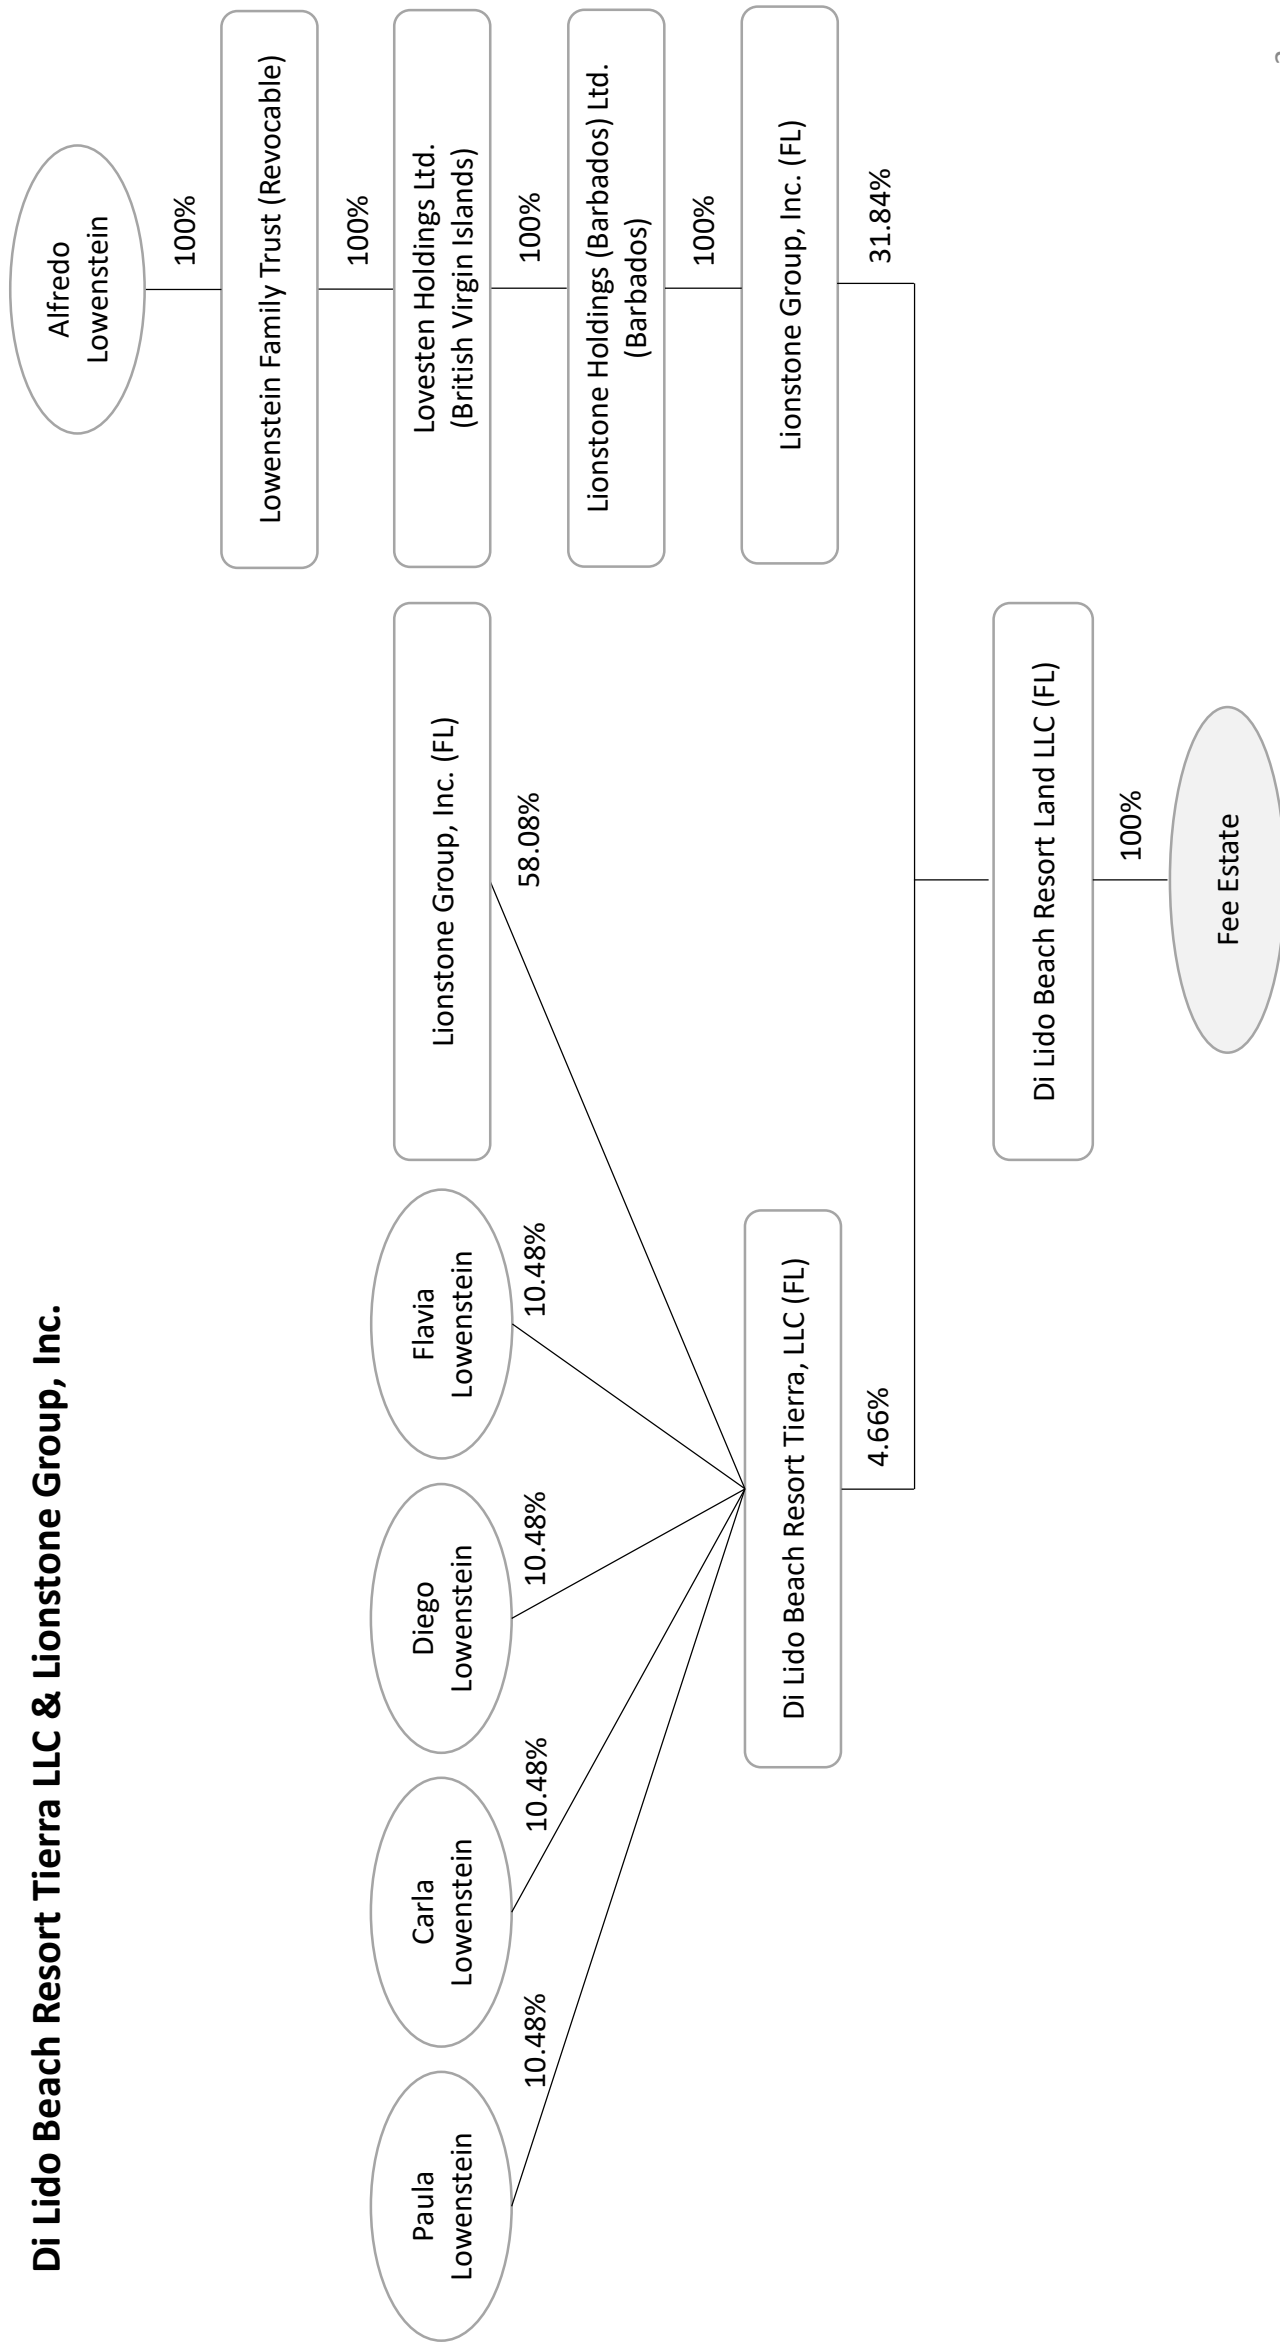 Di Lido Beach Resort Tierra LLC & Lionstone Group, Inc.
Alfredo
Lowenstein
100%
Lowenstein Family Trust (Revocable)
100%
Paula
Lowenstein
Carla
Lowenstein
Diego
Lowenstein
Flavia
Lowenstein
Lionstone Group, Inc. (FL)
Lovesten Holdings Ltd.
(British Virgin Islands)
10.48%
10.48%
10.48%
10.48%
58.08%
100%
Lionstone Holdings (Barbados) Ltd.
(Barbados)
100%
Di Lido Beach Resort Tierra, LLC (FL)
Lionstone Group, Inc. (FL)
4.66%
31.84%
Di Lido Beach Resort Land LLC (FL)
100%
Fee Estate